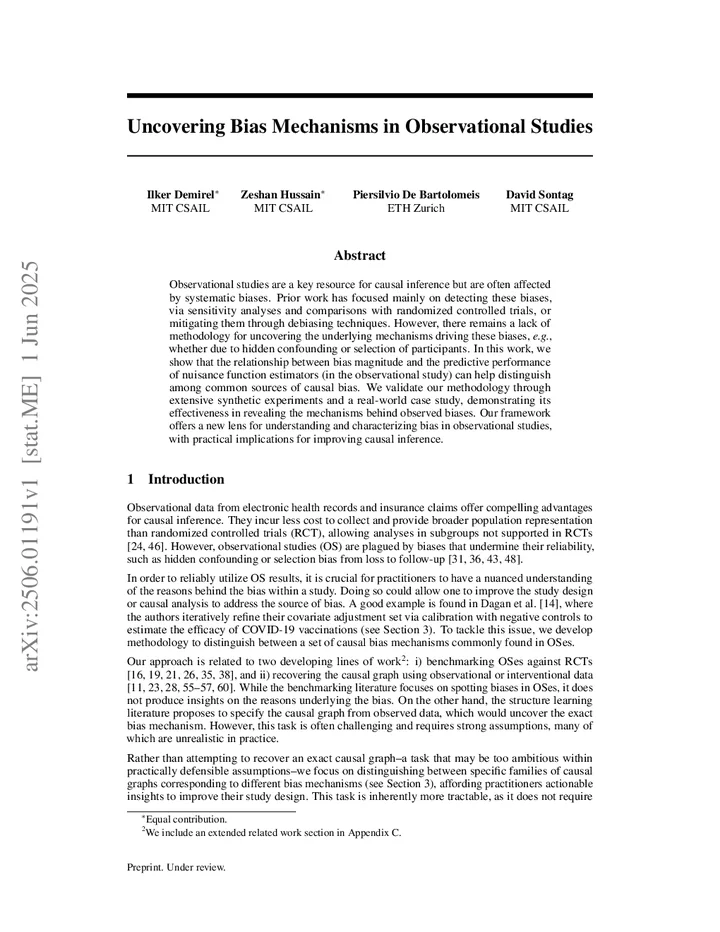 arXiv:2506.01191v1 [stat.ME] 1 Jun 2025
Uncovering Bias Mechanisms in Observational Studies
Ilker Demirel* Zeshan Hussain* Piersilvio De Bartolomeis David Sontag
MIT CSAIL MIT CSAIL ETH Zurich MIT CSAIL
Abstract
Observational studies are a key resource for causal inference but are often affected
by systematic biases. Prior work has focused mainly on detecting these biases,
via sensitivity analyses and comparisons with randomized controlled trials, or
mitigating them through debiasing techniques. However, there remains a lack of
methodology for uncovering the underlying mechanisms driving these biases, e.g.,
whether due to hidden confounding or selection of participants. In this work, we
show that the relationship between bias magnitude and the predictive performance
of nuisance function estimators (in the observational study) can help distinguish
among common sources of causal bias. We validate our methodology through
extensive synthetic experiments and a real-world case study, demonstrating its
effectiveness in revealing the mechanisms behind observed biases. Our framework
offers a new lens for understanding and characterizing bias in observational studies,
with practical implications for improving causal inference.
1 Introduction
Observational data from electronic health records and insurance claims offer compelling advantages
for causal inference. They incur less cost to collect and provide broader population representation
than randomized controlled trials (RCT), allowing analyses in subgroups not supported in RCTs
[24, 46]. However, observational studies (OS) are plagued by biases that undermine their reliability,
such as hidden confounding or selection bias from loss to follow-up [31, 36, 43, 48].
In order to reliably utilize OS results, it is crucial for practitioners to have a nuanced understanding
of the reasons behind the bias within a study. Doing so could allow one to improve the study design
or causal analysis to address the source of bias. A good example is found in Dagan et al. [14], where
the authors iteratively refine their covariate adjustment set via calibration with negative controls to
estimate the efficacy of COVID-19 vaccinations (see Section 3). To tackle this issue, we develop
methodology to distinguish between a set of causal bias mechanisms commonly found in OSes.
Our approach is related to two developing lines of work2: i) benchmarking OSes against RCTs
[16, 19, 21, 26, 35, 38], and ii) recovering the causal graph using observational or interventional data
[11, 23, 28, 55–57, 60]. While the benchmarking literature focuses on spotting biases in OSes, it does
not produce insights on the reasons underlying the bias. On the other hand, the structure learning
literature proposes to specify the causal graph from observed data, which would uncover the exact
bias mechanism. However, this task is often challenging and requires strong assumptions, many of
which are unrealistic in practice.
Rather than attempting to recover an exact causal graph–a task that may be too ambitious within
practically defensible assumptions–we focus on distinguishing between specific families of causal
graphs corresponding to different bias mechanisms (see Section 3), affording practitioners actionable
insights to improve their study design. This task is inherently more tractable, as it does not require
*Equal contribution.
2We include an extended related work section in Appendix C.
Preprint. Under review.